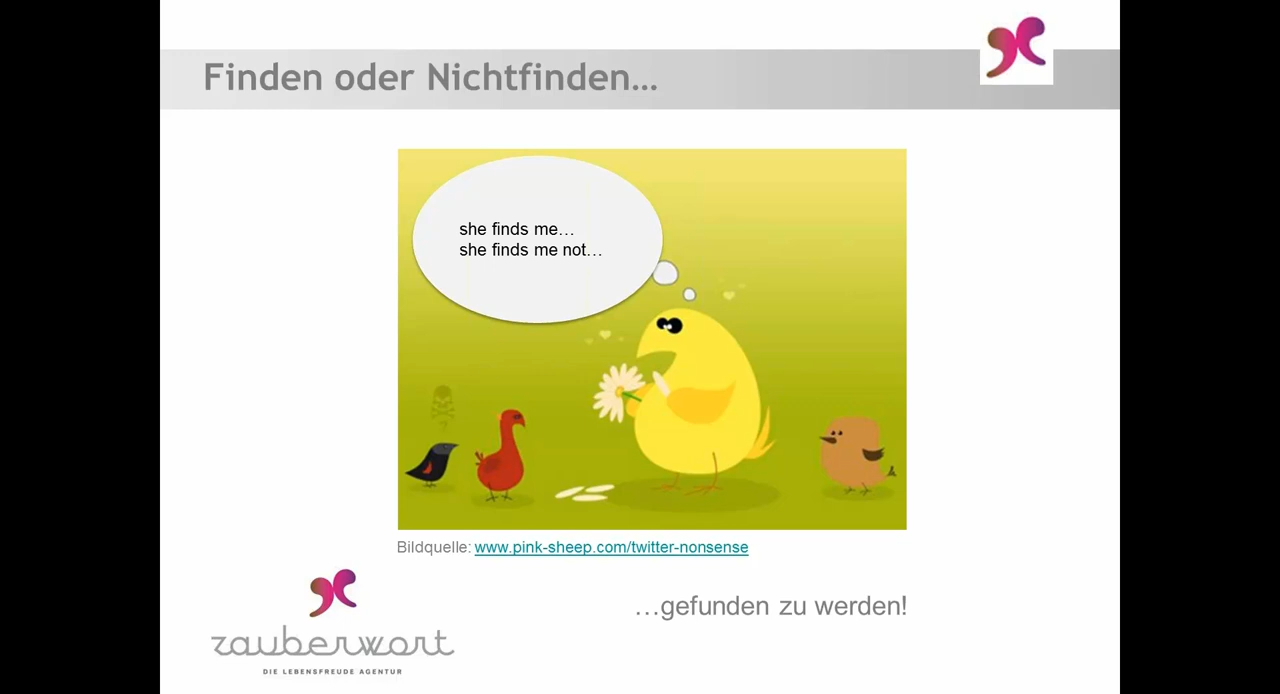 Finden oder Nichtfinden...
she finds me...
she finds me not...
Bildquelle: www.pink-sheep.com/twitter-nonsense
...gefunden zu werden!
zauberwort
DIE LEBENSFREUDE AGENTUR